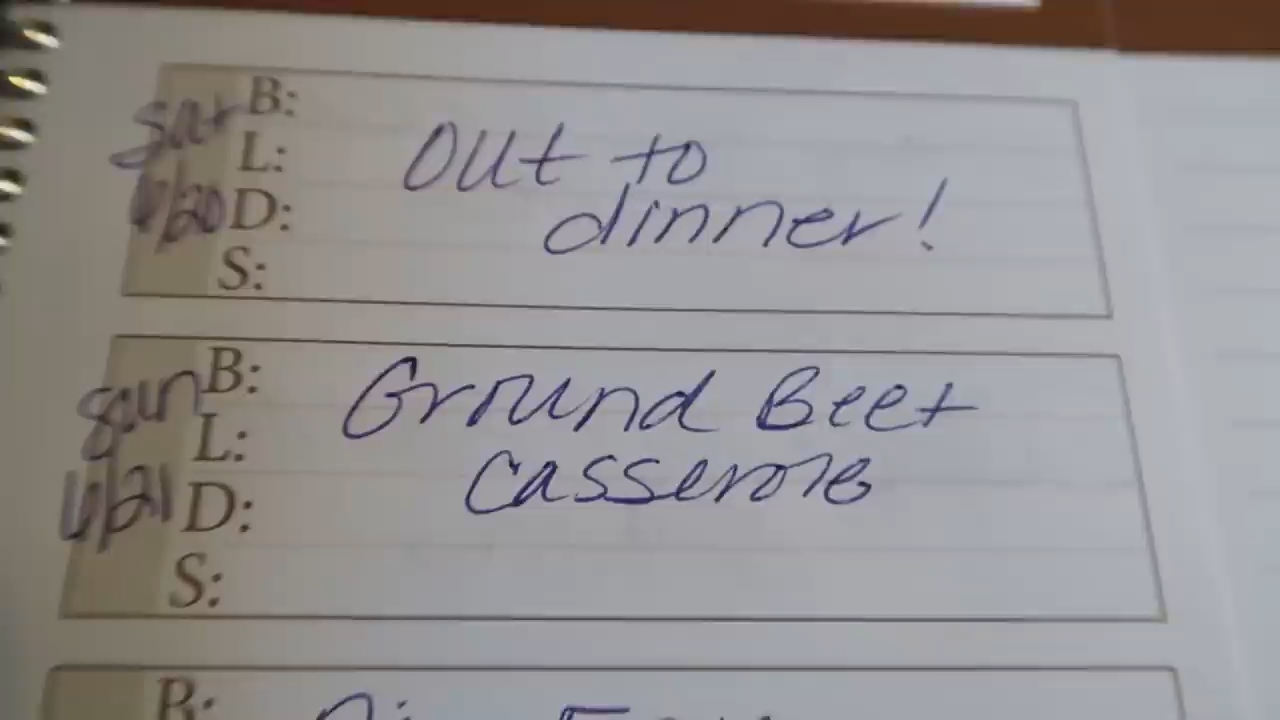 Sat
6/20
B:
L:
D:
S:
Out to
dinner!
Sun
6/21
B:
L:
D:
S:
Ground Beef
Casserole
B: